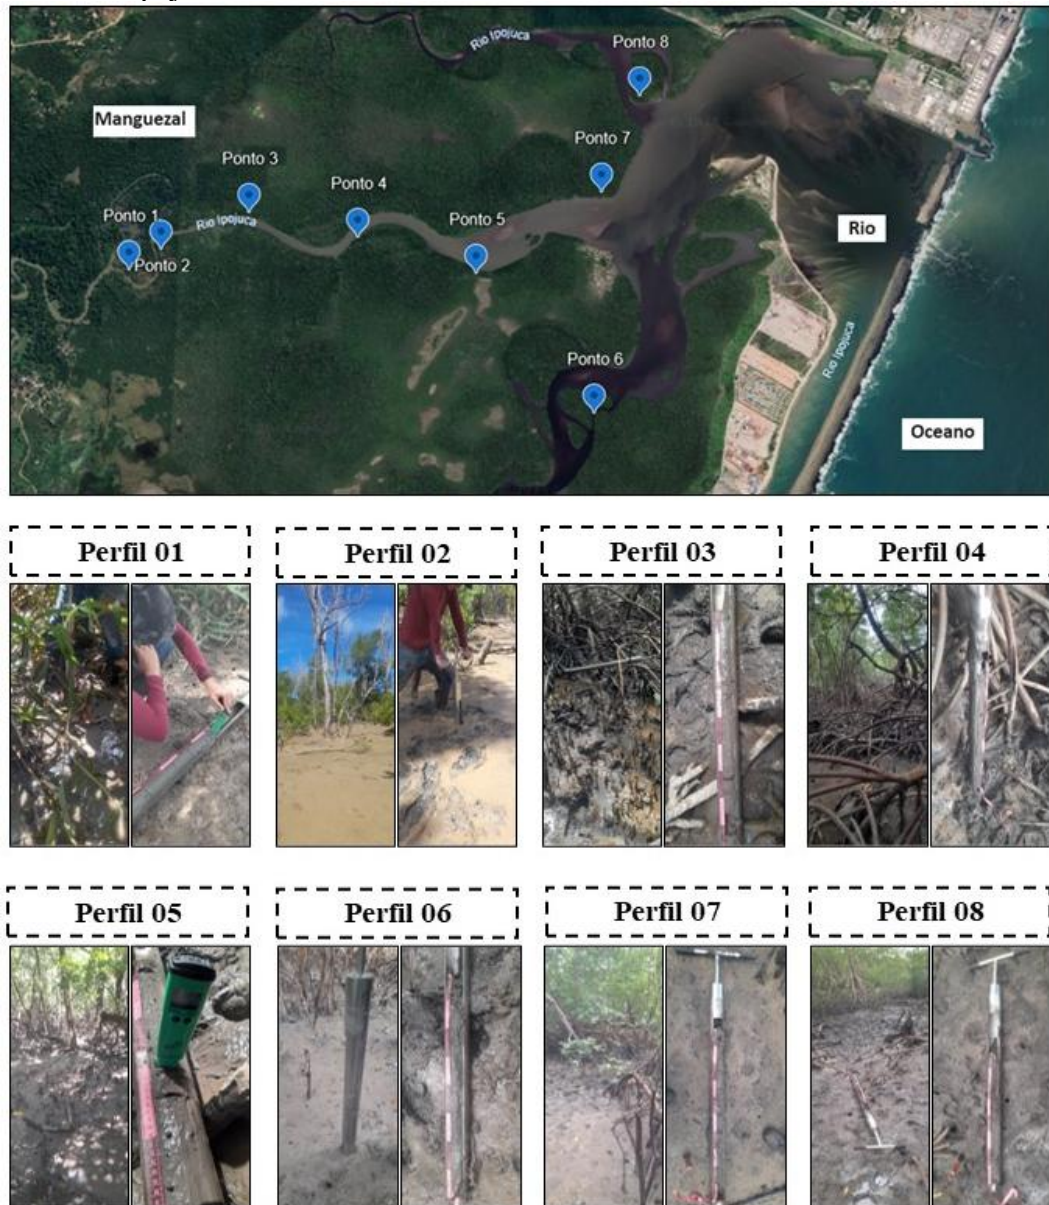 Rio Ipojuca
Ponto 8
Manguezal
Ponto 7
Ponto 3
Ponto 4
Ponto 1
Rio Ipojuca
Ponto 5
Rio
Ponto 2
Rio Ipojuca
Ponto 6
Oceano
Perfil 01
Perfil 02
Perfil 03
Perfil 04
Perfil 05
Perfil 06
Perfil 07
Perfil 08